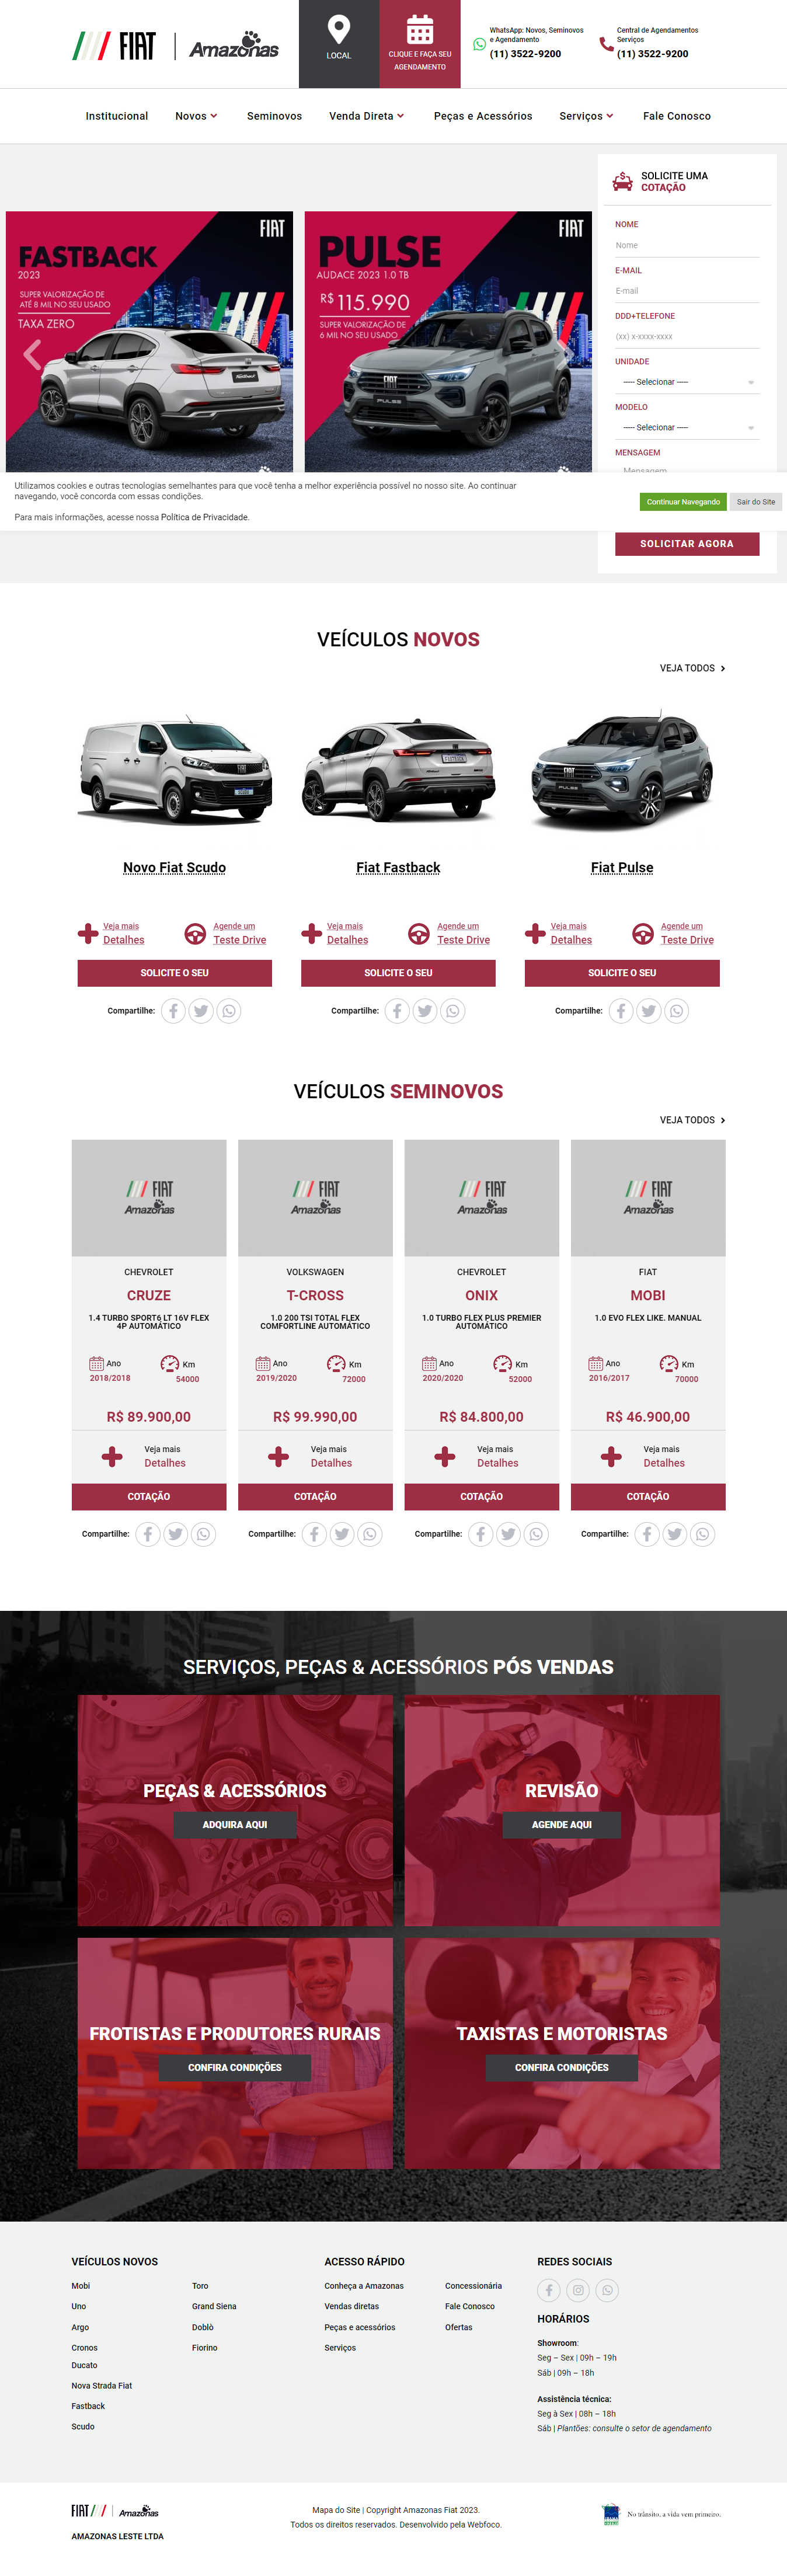 FIAT
Amazonas
LOCAL
CLIQUE E FAÇA SEU
AGENDAMENTO
WhatsApp: Novos, Seminovos
e Agendamento
(11) 3522-9200
Central de Agendamentos
Serviços
(11) 3522-9200
Institucional
Novos
Seminovos
Venda Direta
Peças e Acessórios
Serviços
Fale Conosco
FIAT
FASTBACK
2023
SUPER VALORIZAÇÃO DE
ATÉ 8 MIL NO SEU USADO
TAXA ZERO
FIAT
PULSE
AUDACE 2023 1.0 TB
R$ 115.990
SUPER VALORIZAÇÃO DE
6 MIL NO SEU USADO
SOLICITE UMA
COTAÇÃO
NOME
Nome
E-MAIL
E-mail
DDD+TELEFONE
(xx) x-xxxx-xxxx
UNIDADE
---- Selecionar ----
MODELO
---- Selecionar ----
MENSAGEM
Mensagem
Utilizamos cookies e outras tecnologias semelhantes para que você tenha a melhor experiência possível no nosso site. Ao continuar
navegando, você concorda com essas condições.
Para mais informações, acesse nossa Política de Privacidade.
Continuar Navegando
Sair do Site
SOLICITAR AGORA
VEÍCULOS NOVOS
VEJA TODOS
Novo Fiat Scudo
Fiat Fastback
Fiat Pulse
Veja mais
Detalhes
Agende um
Teste Drive
Veja mais
Detalhes
Agende um
Teste Drive
Veja mais
Detalhes
Agende um
Teste Drive
SOLICITE O SEU
SOLICITE O SEU
SOLICITE O SEU
Compartilhe:
Compartilhe:
Compartilhe:
VEÍCULOS SEMINOVOS
VEJA TODOS
FIAT
Amazonas
FIAT
Amazonas
FIAT
Amazonas
FIAT
Amazonas
CHEVROLET
CRUZE
1.4 TURBO SPORT6 LT 16V FLEX
4P AUTOMÁTICO
Ano
2018/2018
Km
54000
R$ 89.900,00
Veja mais
Detalhes
COTAÇÃO
Compartilhe:
VOLKSWAGEN
T-CROSS
1.0 200 TSI TOTAL FLEX
COMFORTLINE AUTOMÁTICO
Ano
2019/2020
Km
72000
R$ 99.990,00
Veja mais
Detalhes
COTAÇÃO
Compartilhe:
CHEVROLET
ONIX
1.0 TURBO FLEX PLUS PREMIER
AUTOMÁTICO
Ano
2020/2020
Km
52000
R$ 84.800,00
Veja mais
Detalhes
COTAÇÃO
Compartilhe:
FIAT
MOBI
1.0 EVO FLEX LIKE. MANUAL
Ano
2016/2017
Km
70000
R$ 46.900,00
Veja mais
Detalhes
COTAÇÃO
Compartilhe:
SERVIÇOS, PEÇAS & ACESSÓRIOS PÓS VENDAS
PEÇAS & ACESSÓRIOS
ADQUIRA AQUI
REVISÃO
AGENDE AQUI
FROTISTAS E PRODUTORES RURAIS
CONFIRA CONDIÇÕES
TAXISTAS E MOTORISTAS
CONFIRA CONDIÇÕES
VEÍCULOS NOVOS
Mobi
Uno
Argo
Cronos
Ducato
Nova Strada Fiat
Fastback
Scudo
Toro
Grand Siena
Doblò
Fiorino
ACESSO RÁPIDO
Conheça a Amazonas
Vendas diretas
Peças e acessórios
Serviços
Concessionária
Fale Conosco
Ofertas
REDES SOCIAIS
HORÁRIOS
Showroom:
Seg – Sex | 09h – 19h
Sáb | 09h – 18h
Assistência técnica:
Seg à Sex | 08h – 18h
Sáb | Plantões: consulte o setor de agendamento
FIAT
Amazonas
AMAZONAS LESTE LTDA
Mapa do Site | Copyright Amazonas Fiat 2023.
Todos os direitos reservados. Desenvolvido pela Webfoco.
No trânsito, a vida vem primeiro.